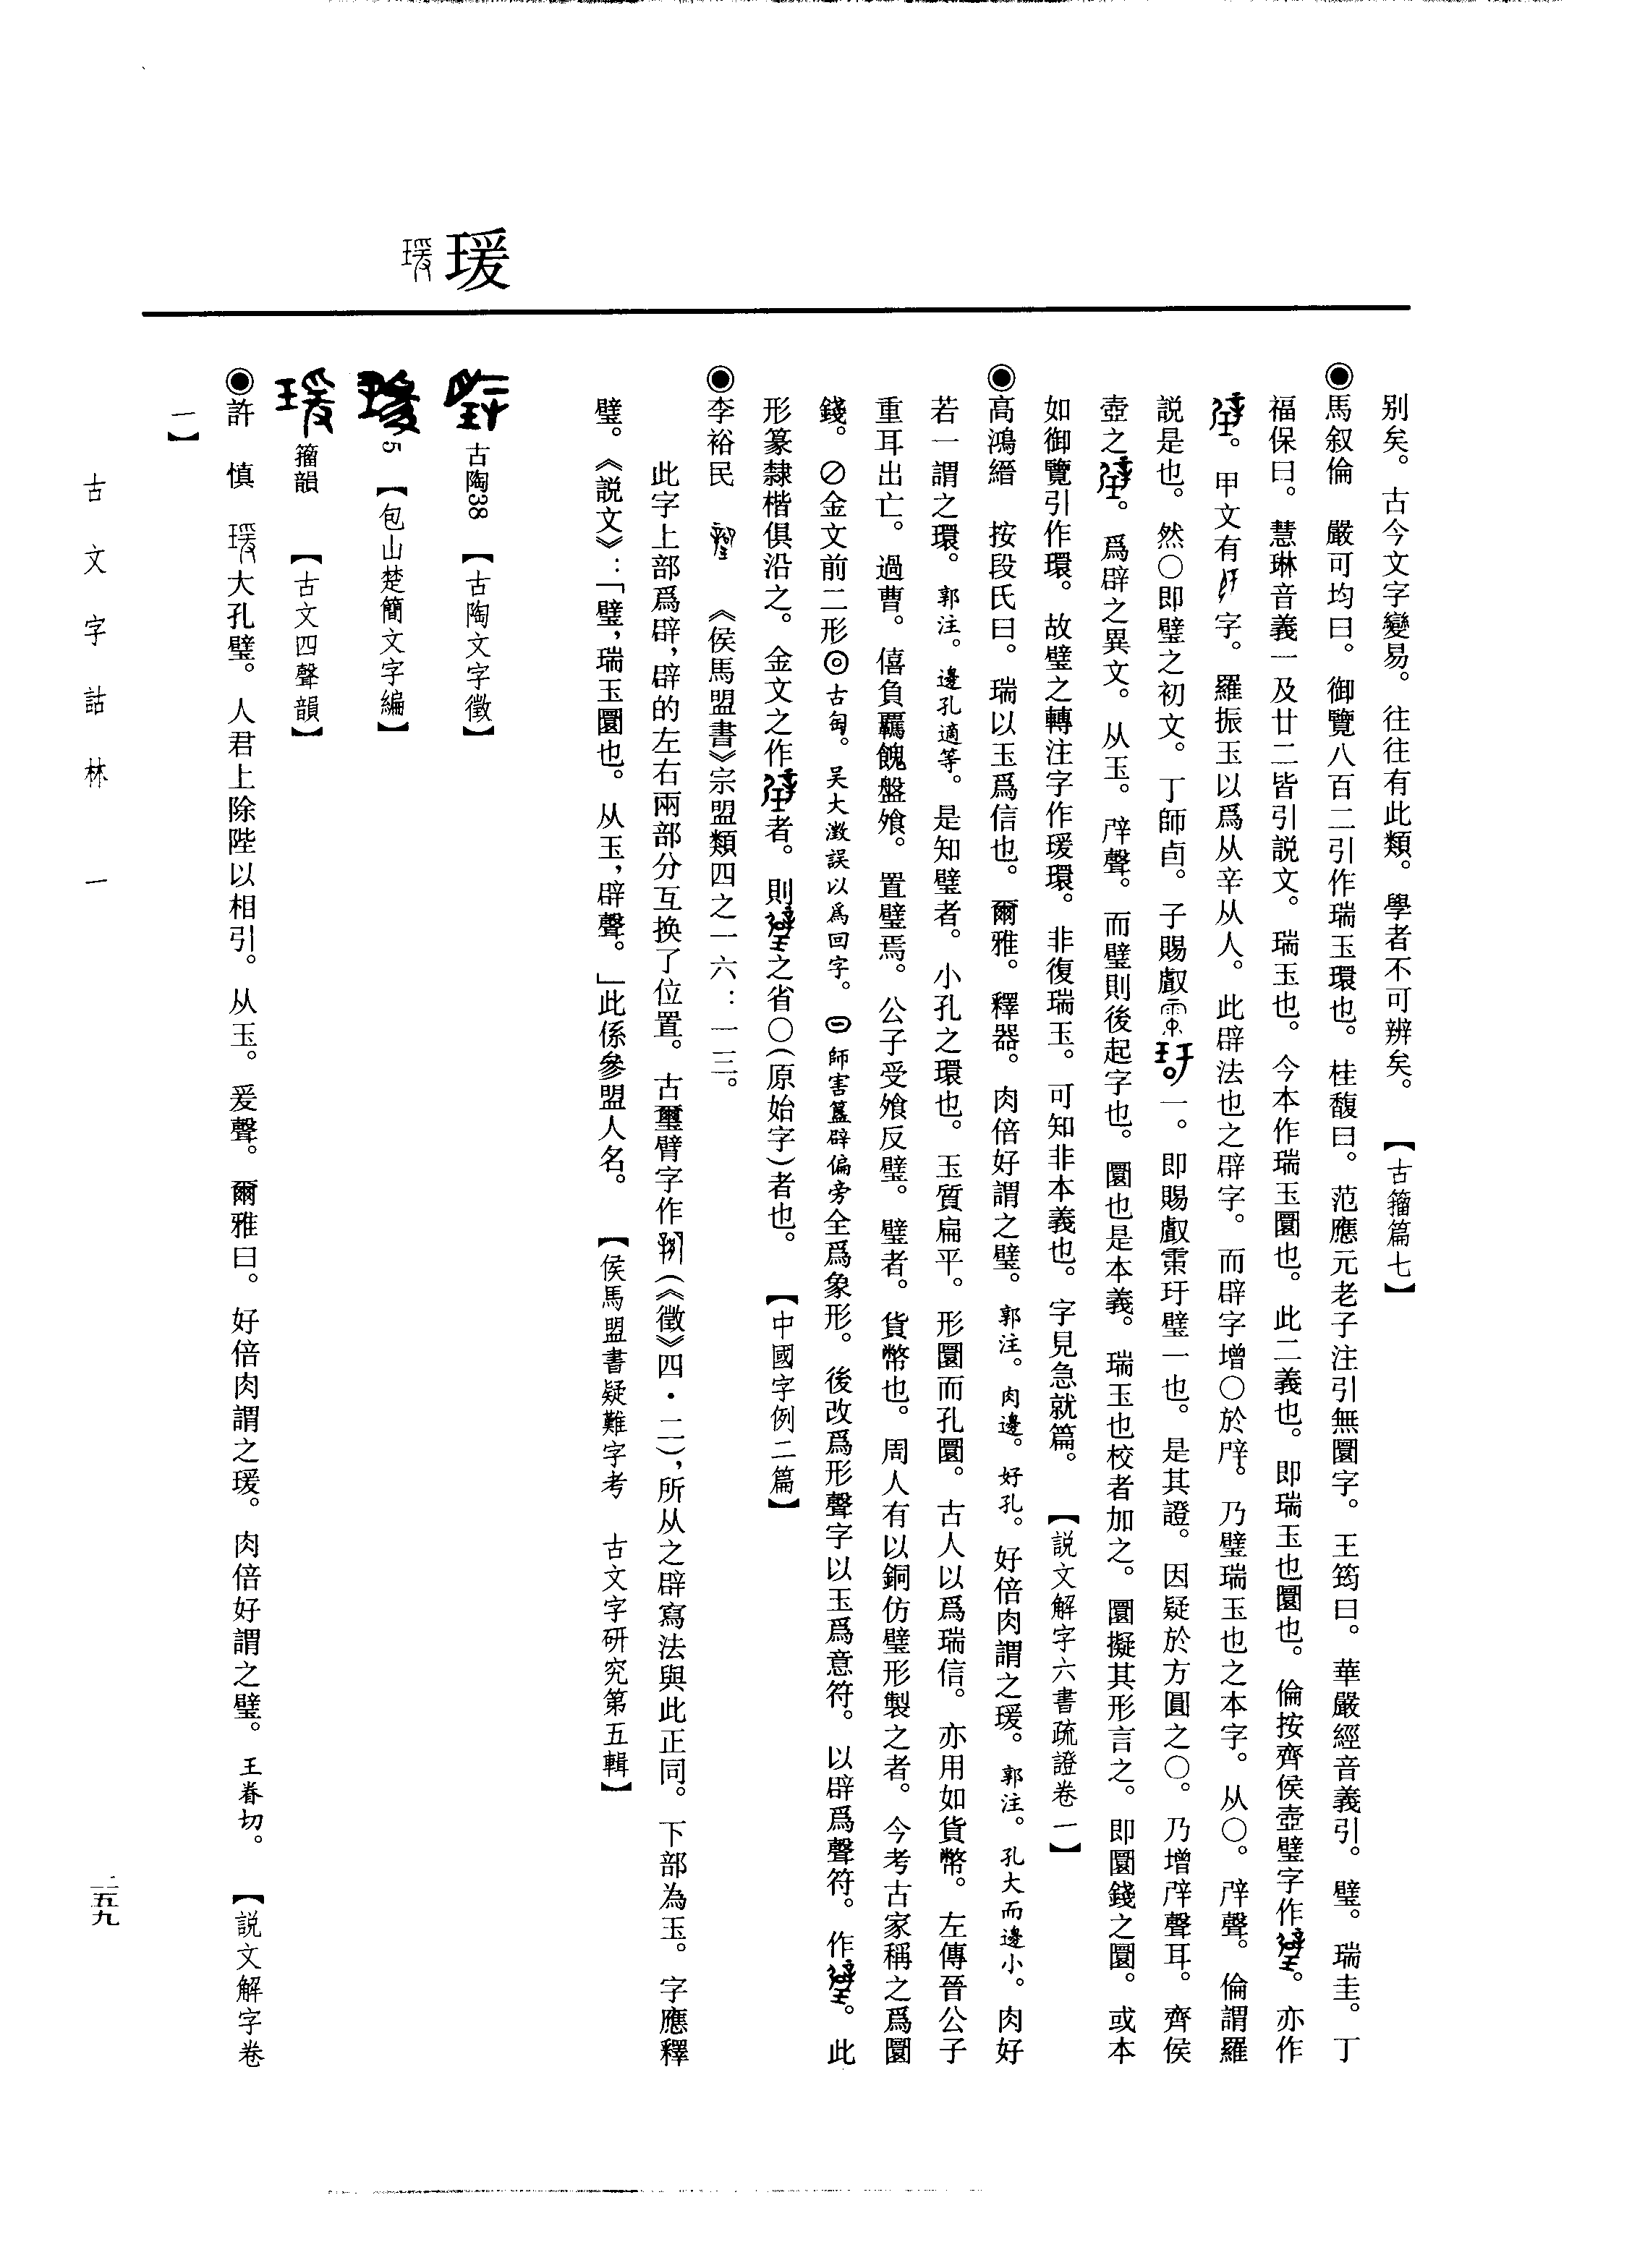 瑗
别矣。古今文字變易。往往有此類。學者不可辨矣。【古籀篇七】
◉馬叙倫　嚴可均曰。御覽八百二引作瑞玉環也。桂馥曰。范應元老子注引無圜字。王筠曰。華嚴經音義引。璧。瑞圭。丁
福保曰。慧琳音義一及廿二皆引説文。瑞玉也。今本作瑞玉圜也。此二義也。即瑞玉也圜也。倫按齊侯壺璧字作。亦作
。甲文有字。羅振玉以爲从辛从人。此辟法也之辟字。而辟字增○於𨐋。乃璧瑞玉也之本字。从○。𨐋聲。倫謂羅
説是也。然○即璧之初文。丁師卣。子賜䖒一。即賜䖒玗璧一也。是其證。因疑於方圓之○。乃增𨐋聲耳。齊侯
壺之。爲辟之異文。从玉。𨐋聲。而璧則後起字也。圜也是本義。瑞玉也校者加之。圜擬其形言之。即圜錢之圜。或本
如御覽引作環。故璧之轉注字作瑗環。非復瑞玉。可知非本義也。字見急就篇。【説文解字六書疏證卷一】
◉高鴻縉　按段氏曰。瑞以玉爲信也。爾雅。釋器。肉倍好謂之璧。郭注。肉邊。好孔。好倍肉謂之瑗。郭注。孔大而邊小。肉好
若一謂之環。郭注。邊孔適等。是知璧者。小孔之環也。玉質扁平。形圜而孔圜。古人以爲瑞信。亦用如貨幣。左傳晉公子
重耳出亡。過曹。僖負羈餽盤飧。置璧焉。公子受飧反璧。璧者。貨幣也。周人有以銅仿璧形製之者。今考古家稱之爲圜
錢。金文前二形◎古匋。吴大澂誤以爲回字。師害簋辟偏旁全爲象形。後改爲形聲字以玉爲意符。以辟爲聲符。作。此
形篆隸楷俱沿之。金文之作者。則之省○(原始字)者也。【中國字例二篇】
◉李裕民　《侯馬盟書》宗盟類四之一六：一三。
此字上部爲辟，辟的左右兩部分互换了位置。古璽臂字作(《徵》四·二)，所从之辟寫法與此正同。下部為玉。字應釋
璧。《説文》：「璧，瑞玉圜也。从玉，辟聲。」此係參盟人名。【侯馬盟書疑難字考　古文字研究第五輯】
古陶38【古陶文字徵】
5【包山楚簡文字編】
籀韻【古文四聲韻】
◉許　慎　瑗大孔璧。人君上除陛以相引。从玉。爰聲。爾雅曰。好倍肉謂之瑗。肉倍好謂之璧。王眷切。【説文解字卷
一】
古文字詁林　一
二五九